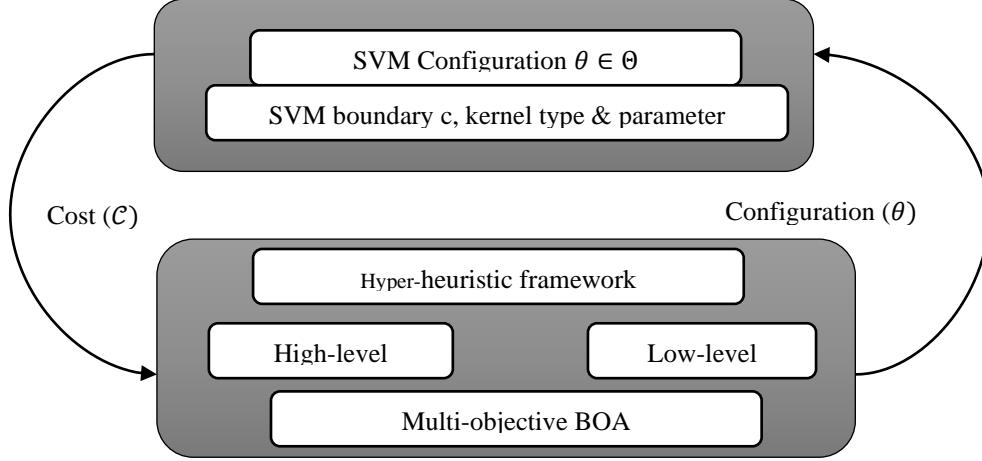 SVM Configuration 𝜃 ∈ Θ
SVM boundary c, kernel type & parameter
Cost (𝒞)
Configuration (𝜃)
Hyper-heuristic framework
High-level
Low-level
Multi-objective BOA